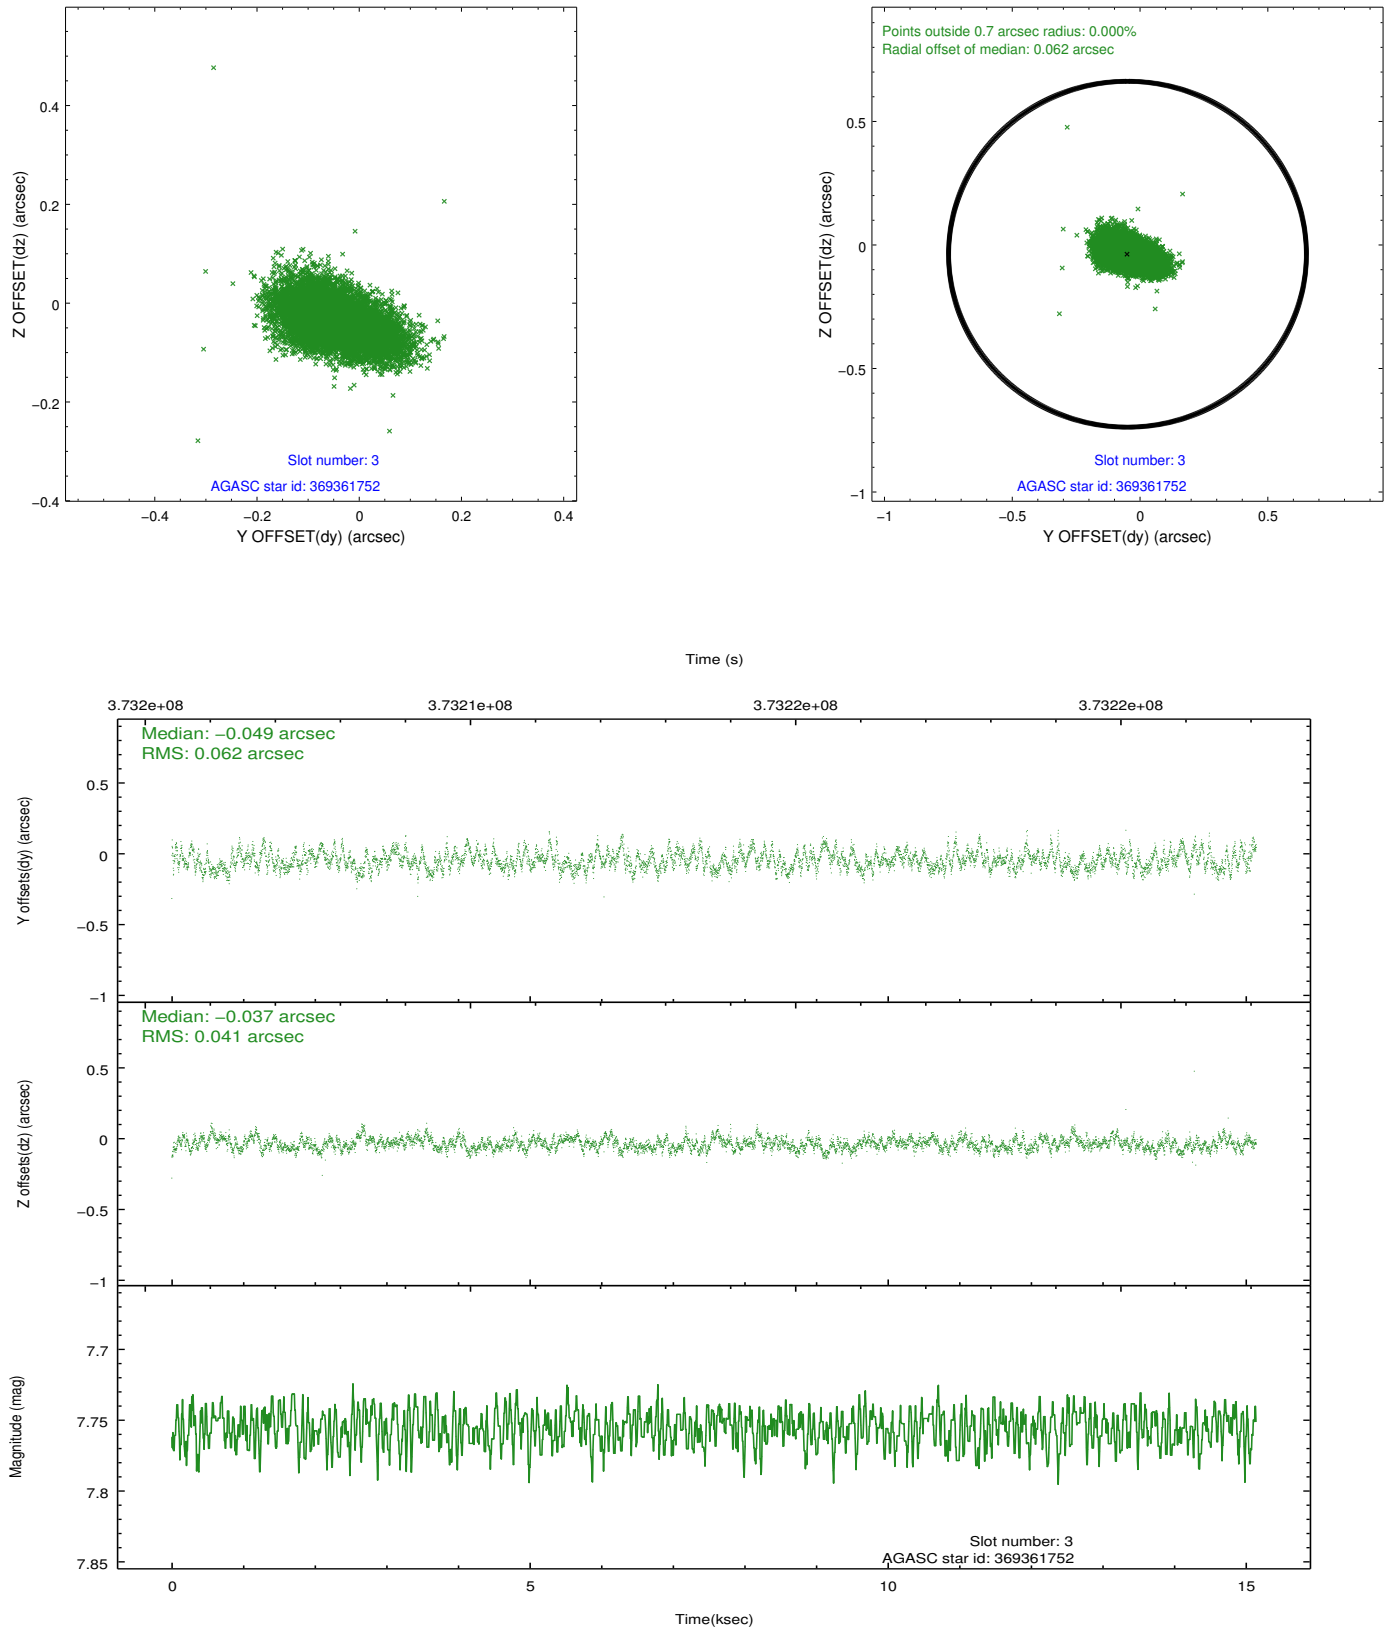 0.4
0.2
0
−0.2
−0.4
Z OFFSET(dz) (arcsec)
Slot number: 3
AGASC star id: 369361752
−0.4 −0.2 0 0.2 0.4
Y OFFSET(dy) (arcsec)
Points outside 0.7 arcsec radius: 0.000%
Radial offset of median: 0.062 arcsec
0.5
0
−0.5
−1
Z OFFSET(dz) (arcsec)
Slot number: 3
AGASC star id: 369361752
−1 −0.5 0 0.5
Y OFFSET(dy) (arcsec)
Time (s)
3.732e+08 3.7321e+08 3.7322e+08 3.7322e+08
Median: −0.049 arcsec
RMS: 0.062 arcsec
0.5
0
−0.5
−1
Y offsets(dy) (arcsec)
Median: −0.037 arcsec
RMS: 0.041 arcsec
0.5
0
−0.5
−1
Z offsets(dz) (arcsec)
7.7
7.75
7.8
7.85
Magnitude (mag)
Slot number: 3
AGASC star id: 369361752
0 5 10 15
Time(ksec)